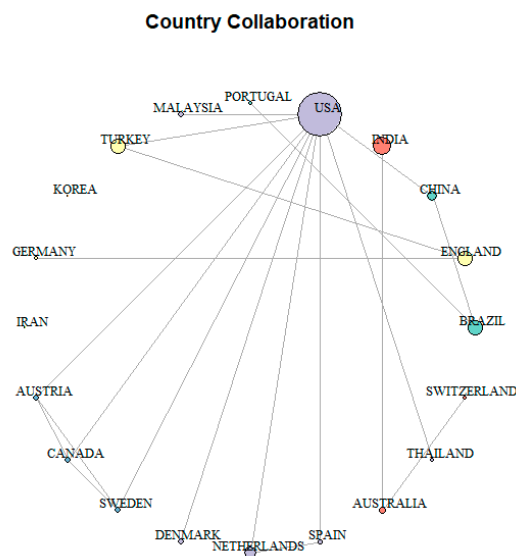 Country Collaboration
PORTUGAL
MALAYSIA
USA
TURKEY
INDIA
KOREA
CHINA
GERMANY
ENGLAND
IRAN
BRAZIL
AUSTRIA
SWITZERLAND
CANADA
THAILAND
SWEDEN
AUSTRALIA
DENMARK
SPAIN
NETHERLANDS